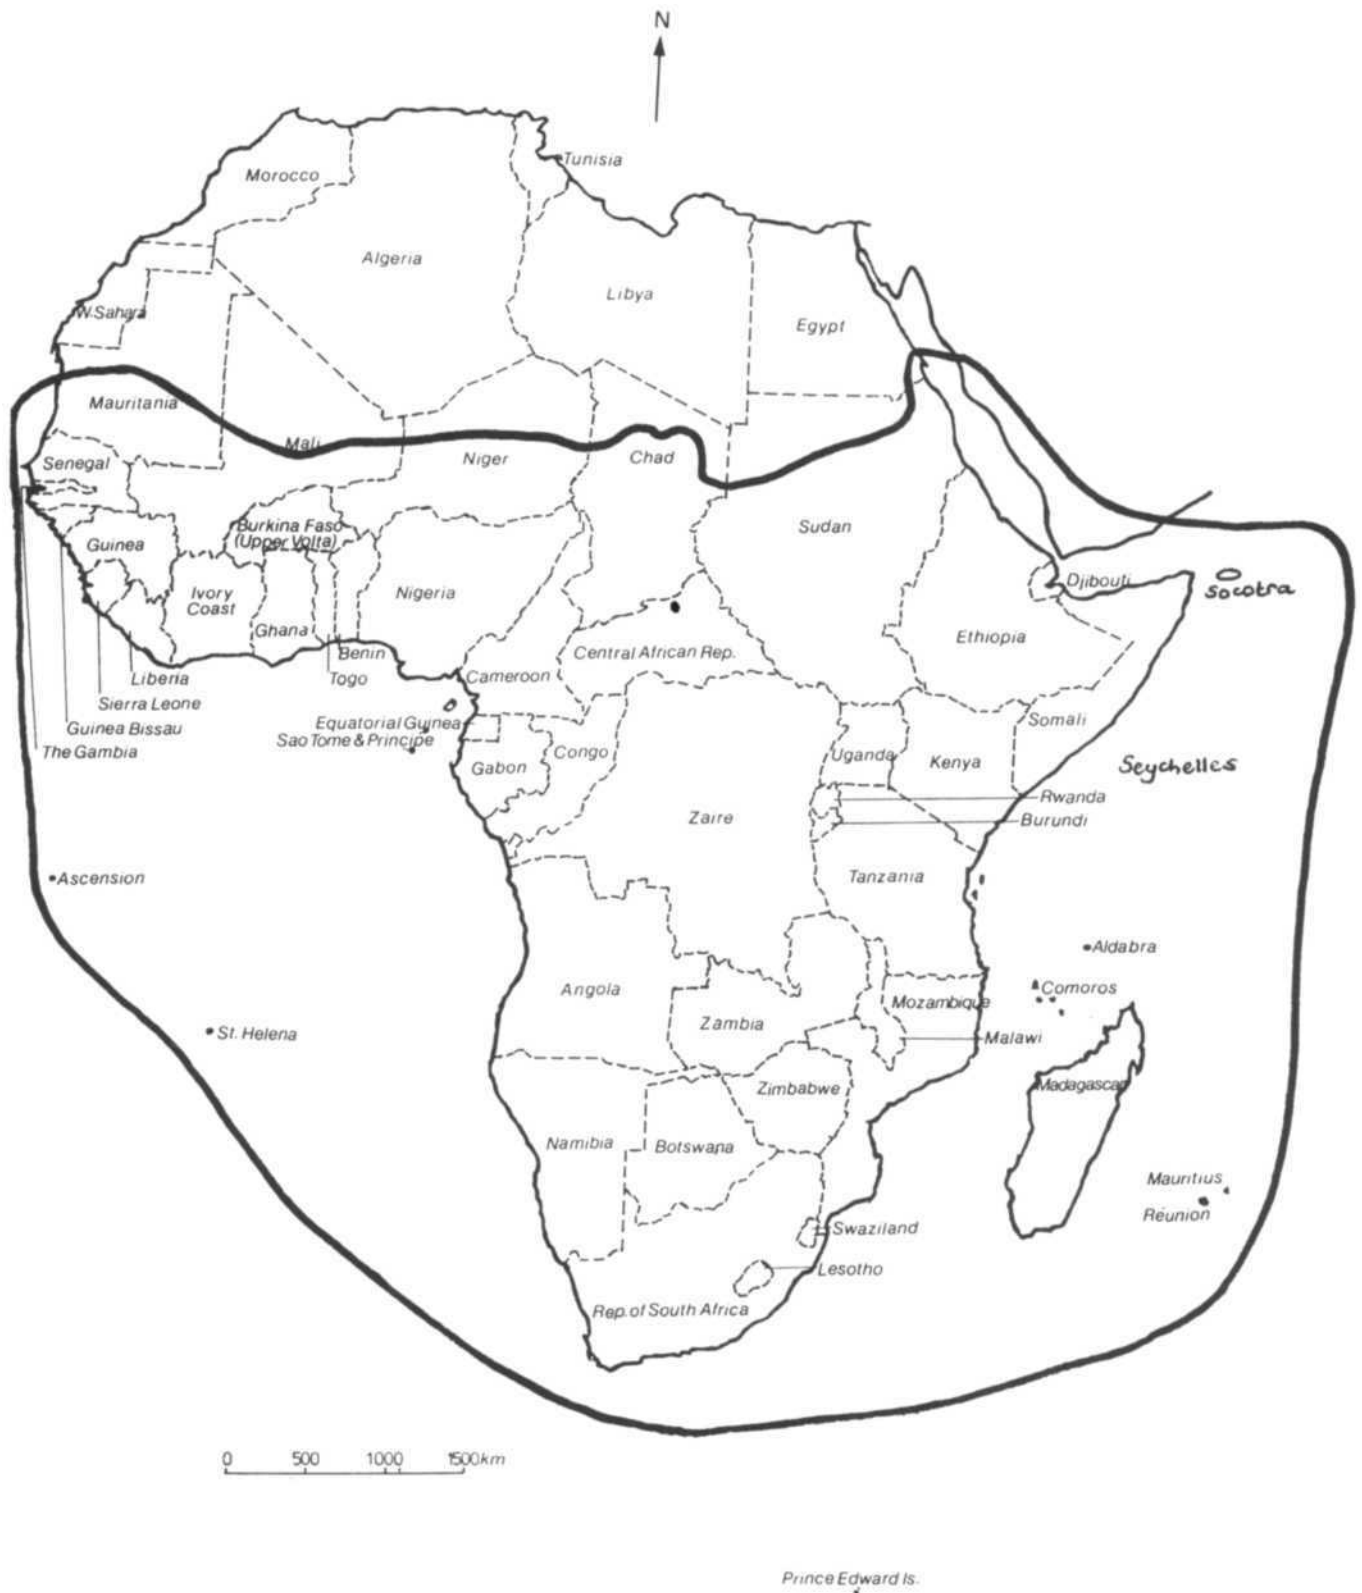 N
Tunisia
Morocco
Algeria
Libya
Egypt
W.Sahara
Mauritania
Mali
Niger
Chad
Senegal
Sudan
Burkina Faso
(Upper Volta)
Guinea
Ivory
Coast
Ghana
Nigeria
Djibouti
Socotra
Ethiopia
Benin
Togo
Central African Rep.
Cameroon
Liberia
Sierra Leone
Guinea Bissau
The Gambia
Equatorial Guinea
Sao Tome & Principe
Gabon
Congo
Somali
Uganda
Kenya
Seychelles
Rwanda
Burundi
Zaire
Tanzania
Ascension
Aldabra
Angola
Comoros
Mozambique
Zambia
Malawi
St. Helena
Zimbabwe
Madagascar
Namibia
Botswana
Mauritius
Réunion
Swaziland
Lesotho
Rep. of South Africa
0 500 1000 1500km
Prince Edward Is.